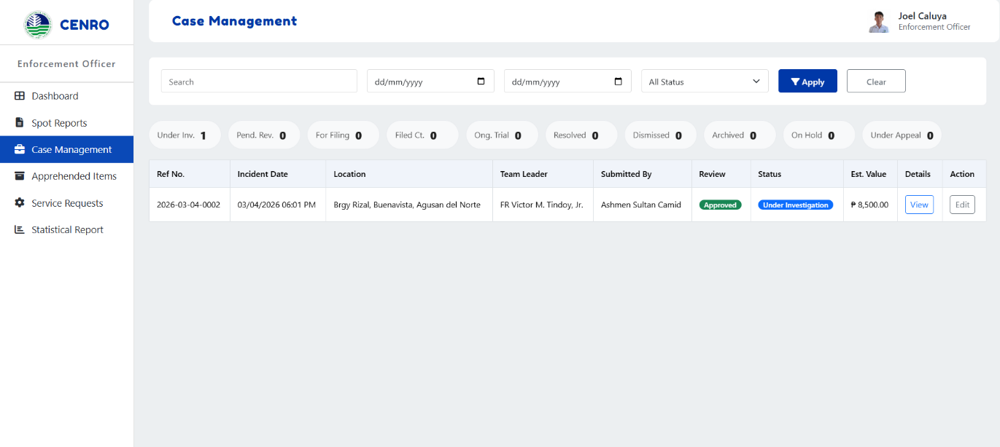 CENRO
Enforcement Officer
Dashboard
Spot Reports
Case Management
Apprehended Items
Service Requests
Statistical Report
Case Management
Joel Caluya
Enforcement Officer
Search
dd/mm/yyyy
dd/mm/yyyy
All Status
Apply
Clear
Under Inv. 1
Pend. Rev. 0
For Filing 0
Filed Ct. 0
Ong. Trial 0
Resolved 0
Dismissed 0
Archived 0
On Hold 0
Under Appeal 0
Ref No. Incident Date Location Team Leader Submitted By Review Status Est. Value Details Action
2026-03-04-0002 03/04/2026 06:01 PM Brgy Rizal, Buenavista, Agusan del Norte FR Victor M. Tindoy, Jr. Ashmen Sultan Camid Approved Under Investigation ₱ 8,500.00 View Edit